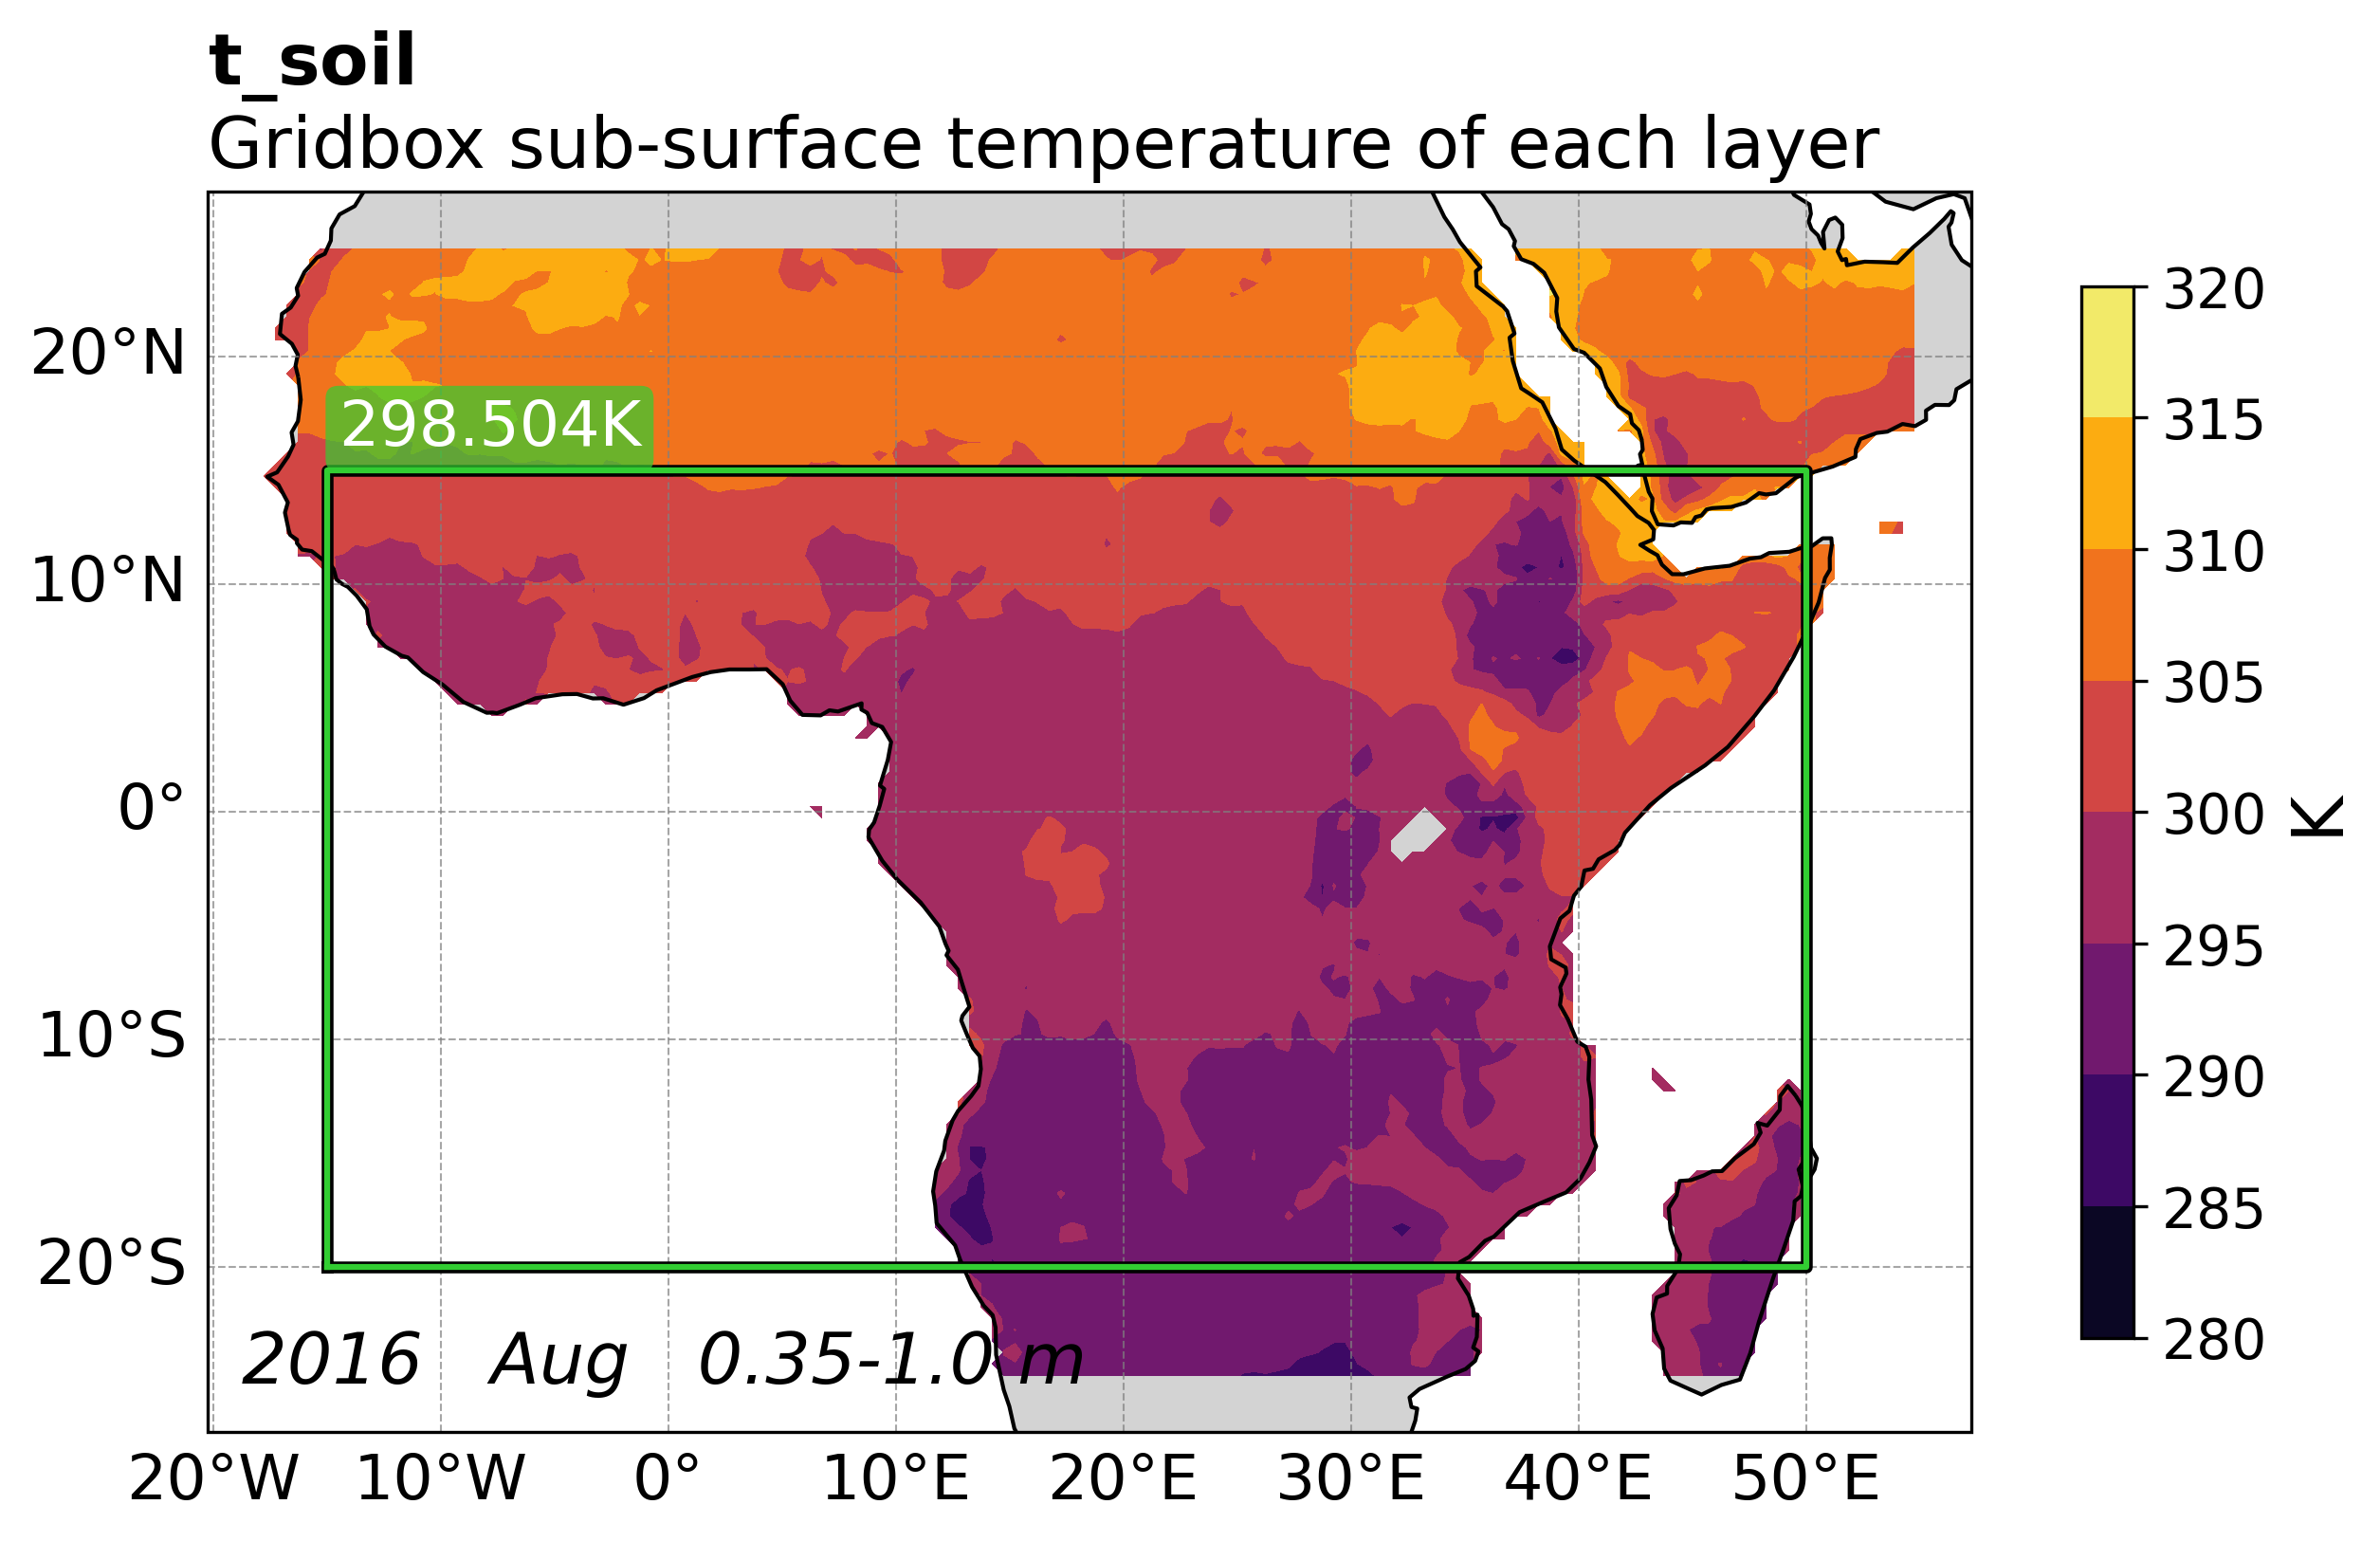 t_soil
Gridbox sub-surface temperature of each layer
20°N
10°N
0°
10°S
20°S
298.504K
2016 Aug 0.35-1.0 m
20°W 10°W 0° 10°E 20°E 30°E 40°E 50°E
320
315
310
305
300
295
290
285
280
K